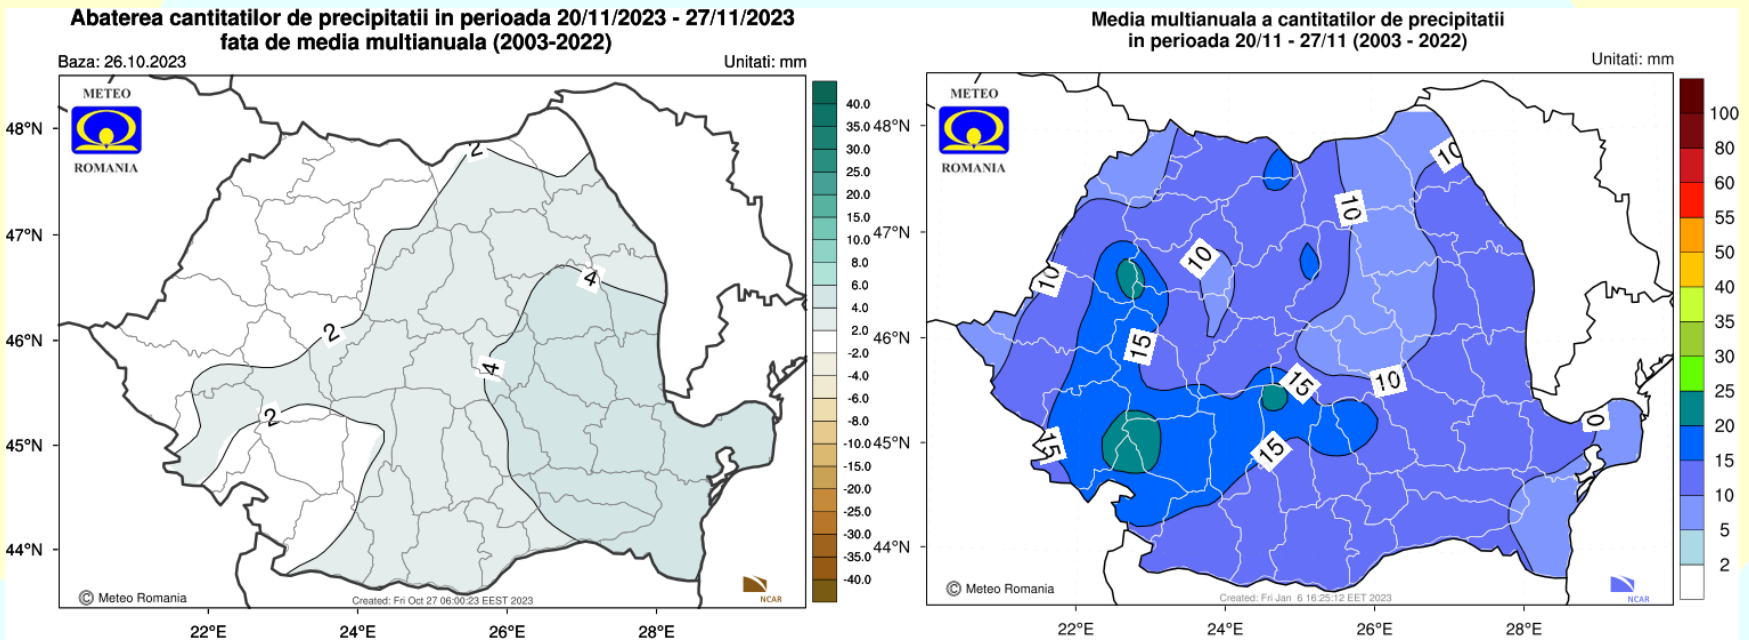 Abaterea cantitatilor de precipitatii in perioada 20/11/2023 - 27/11/2023
fata de media multianuala (2003-2022)
Baza: 26.10.2023
Unitati: mm
METEO
ROMANIA
48°N
47°N
46°N
45°N
44°N
2
4
2
4
2
40.0
35.0
30.0
25.0
20.0
15.0
10.0
8.0
6.0
4.0
2.0
-2.0
-4.0
-6.0
-8.0
-10.0
-15.0
-20.0
-25.0
-30.0
-35.0
-40.0
© Meteo Romania
Created: Fri Oct 27 06:00:23 EEST 2023
NCAR
22°E
24°E
26°E
28°E
Media multianuala a cantitatilor de precipitatii
in perioada 20/11 - 27/11 (2003 - 2022)
Unitati: mm
METEO
ROMANIA
48°N
47°N
46°N
45°N
44°N
10
10
10
10
15
15
10
0
15
15
100
80
60
55
50
40
35
30
25
20
15
10
5
2
© Meteo Romania
Created: Fri Jan 6 16:25:12 EET 2023
NCAR
22°E
24°E
26°E
28°E